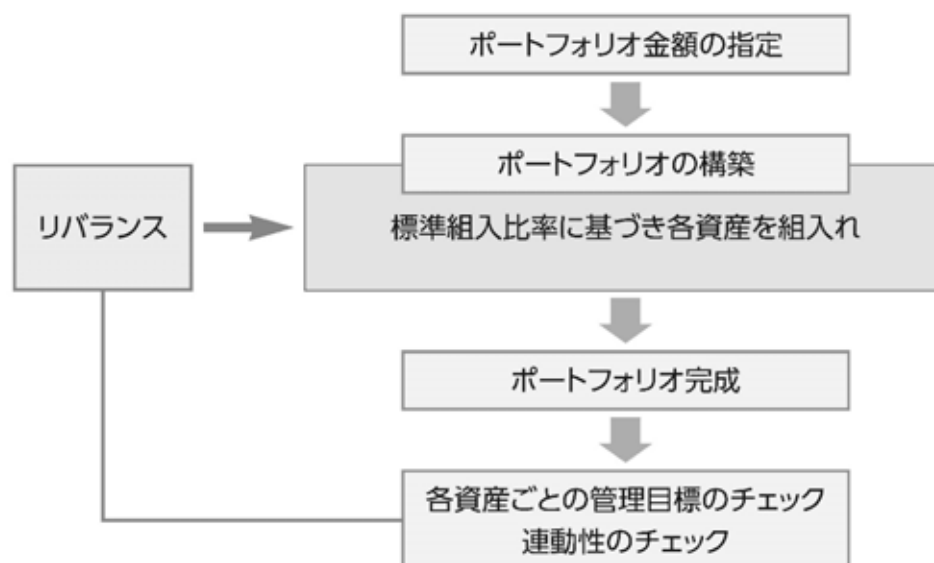 ポートフォリオ金額の指定
ポートフォリオの構築
リバランス
標準組入比率に基づき各資産を組入れ
ポートフォリオ完成
各資産ごとの管理目標のチェック
連動性のチェック